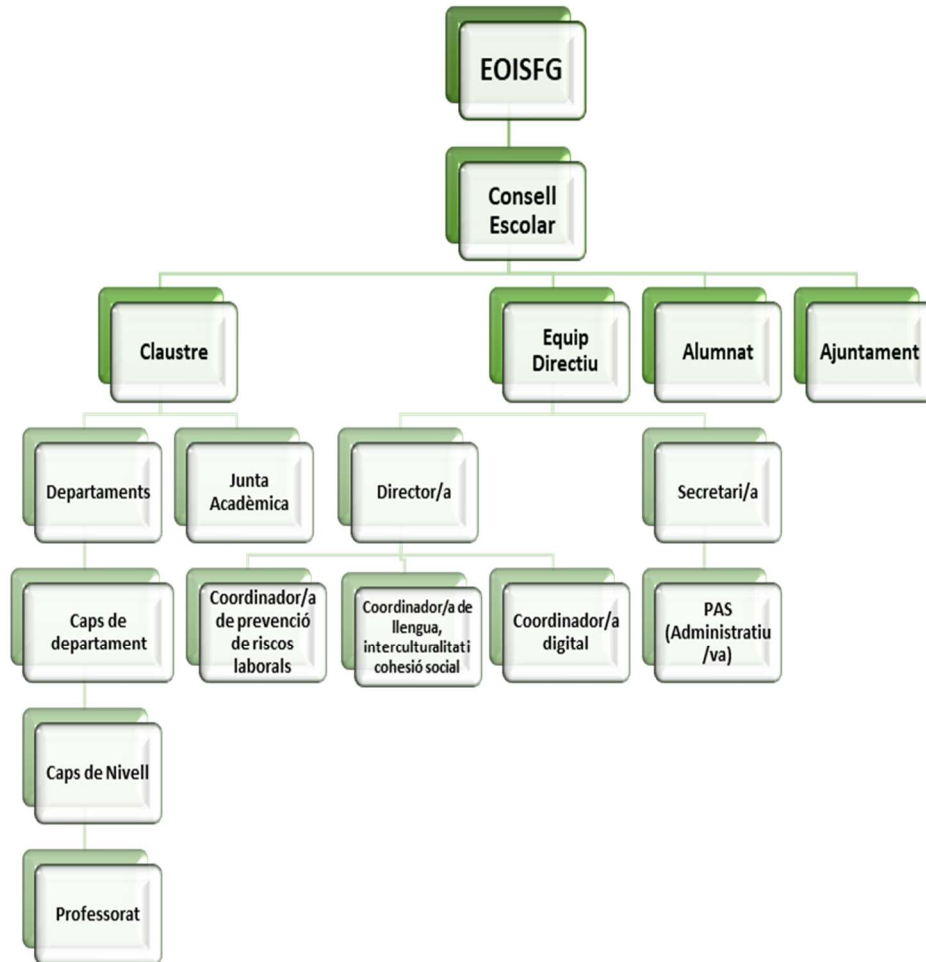 EOISFG
Consell
Escolar
Claustre
Equip
Directiu
Alumnat
Ajuntament
Departaments
Junta
Acadèmica
Director/a
Secretari/a
Caps de
departament
Coordinador/a
de prevenció
de riscos
laborals
Coordinador/a de
llengua,
interculturalitat i
cohesió social
Coordinador/a
digital
PAS
(Administratiu
/va)
Caps de Nivell
Professorat